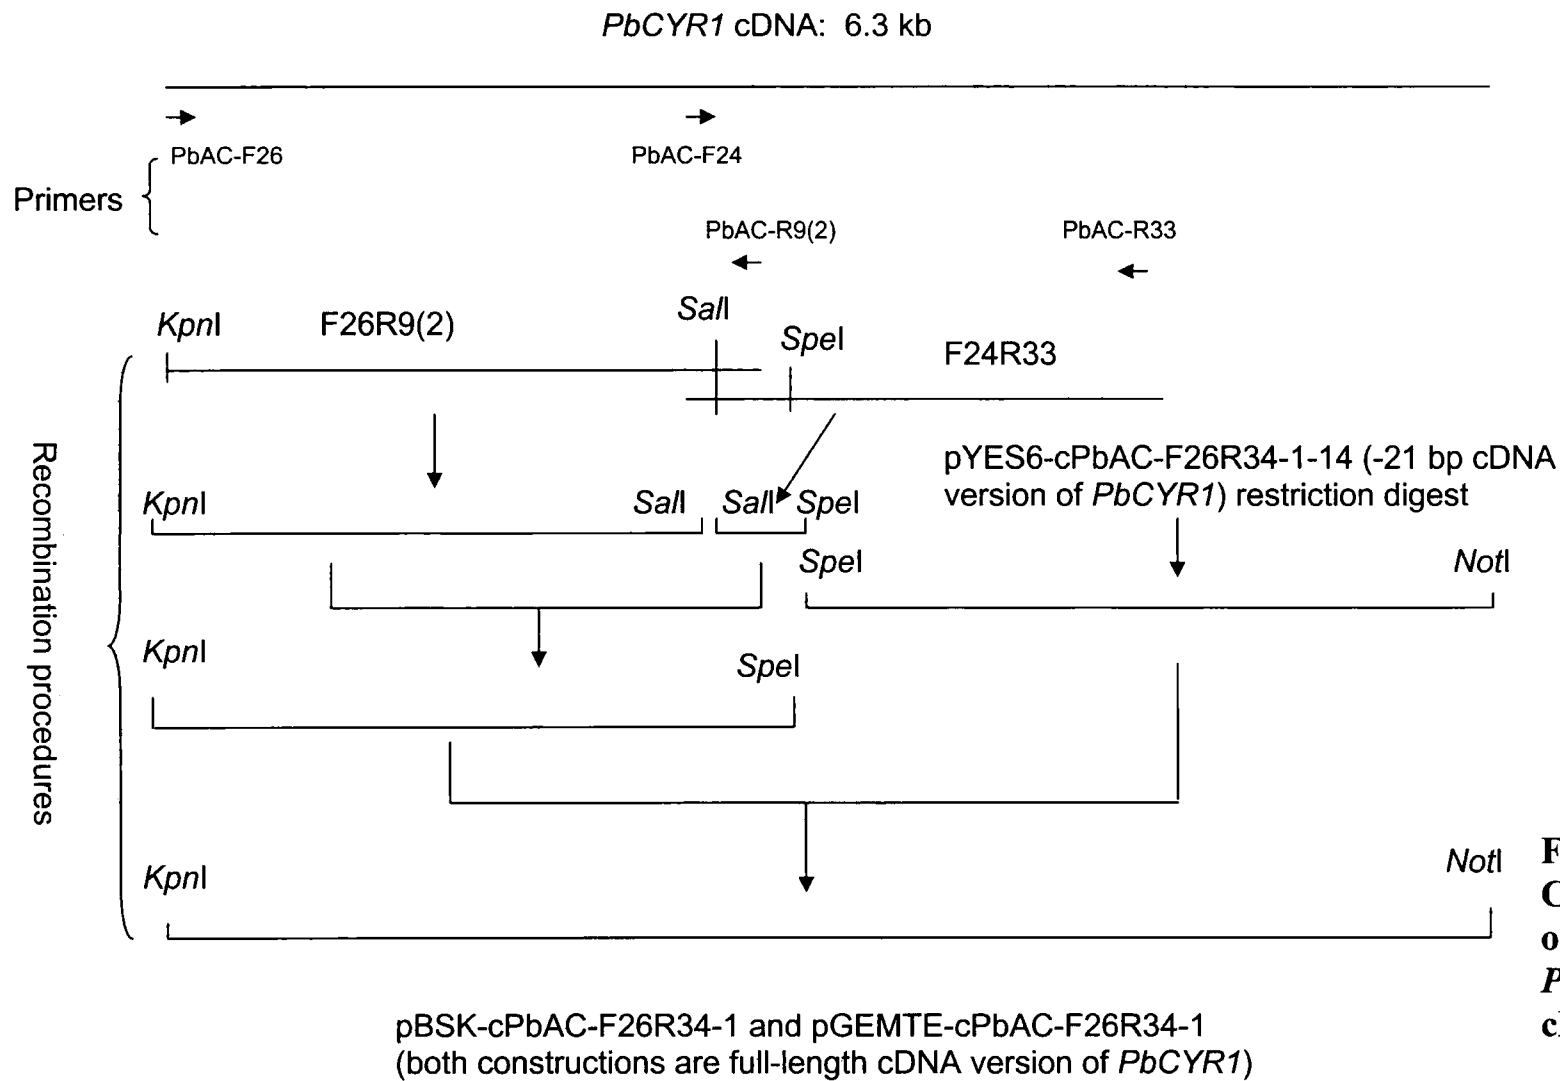 PbCYR1 cDNA: 6.3 kb
PbAC-F26
PbAC-F24
Primers
PbAC-R9(2)
PbAC-R33
KpnI
F26R9(2)
SalI
SpeI
F24R33
Recombination procedures
pYES6-cPbAC-F26R34-1-14 (-21 bp cDNA
version of PbCYR1) restriction digest
KpnI
SalI
SalI
SpeI
SpeI
NotI
KpnI
SpeI
KpnI
NotI
pBSK-cPbAC-F26R34-1 and pGEMTE-cPbAC-F26R34-1
(both constructions are full-length cDNA version of PbCYR1)